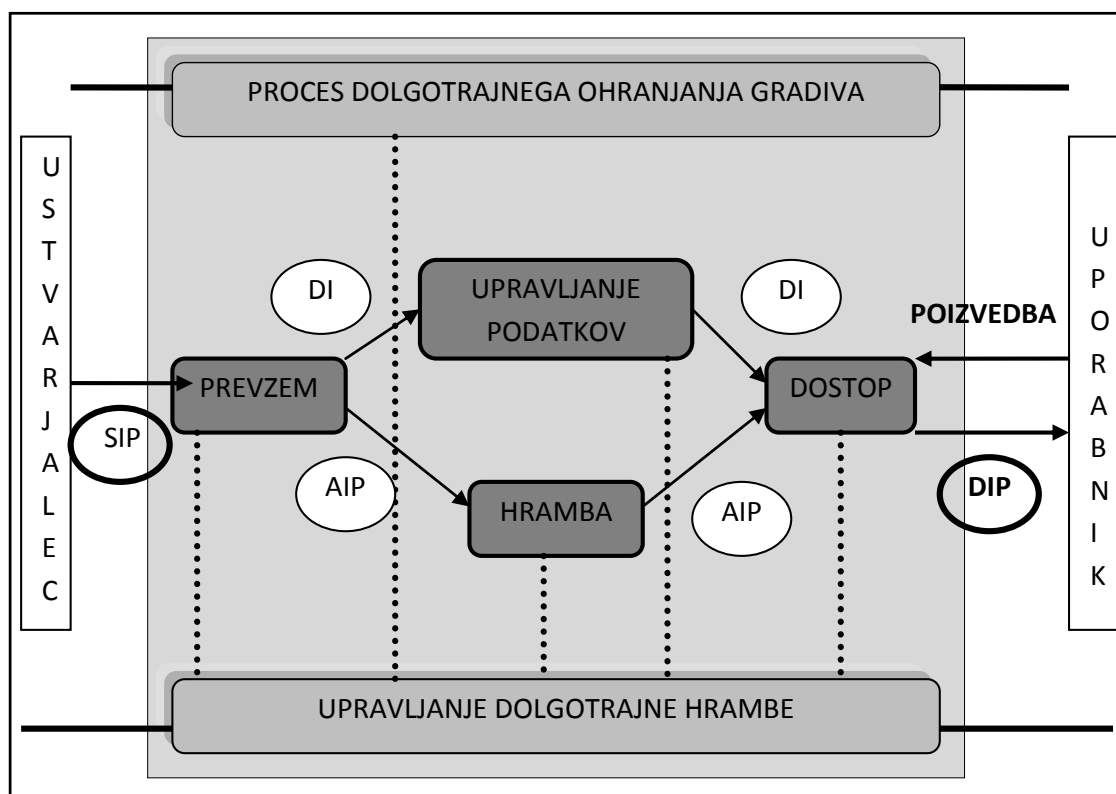 PROCES DOLGOTRAJNEGA OHRANJANJA GRADIVA
USTVARJALEC
DI
UPRAVLJANJE
PODATKOV
DI
POIZVEDBA
PREVZEM
DOSTOP
SIP
AIP
HRAMBA
AIP
DIP
UPORABNIK
UPRAVLJANJE DOLGOTRAJNE HRAMBE